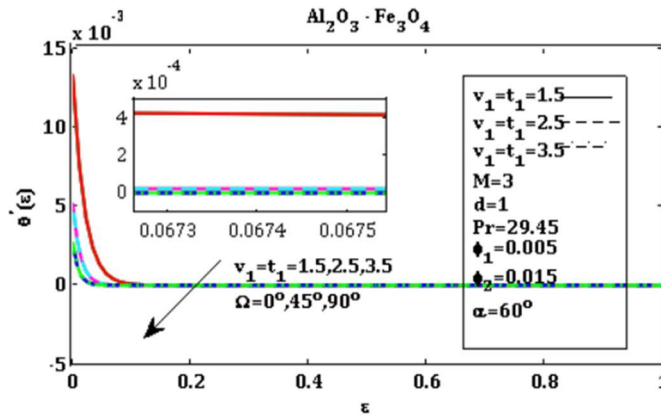 Al₂O₃ - Fe₃O₄
x 10⁻³
15
10
5
0
-5
θ'(ε)
x 10⁻⁴
4
2
0
0.0673 0.0674 0.0675
v₁=t₁=1.5,2.5,3.5
Ω=0°,45°,90°
v₁=t₁=1.5
v₁=t₁=2.5
v₁=t₁=3.5
M=3
d=1
Pr=29.45
ϕ₁=0.005
ϕ₂=0.015
α=60°
0 0.2 0.4 0.6 0.8 1
ε